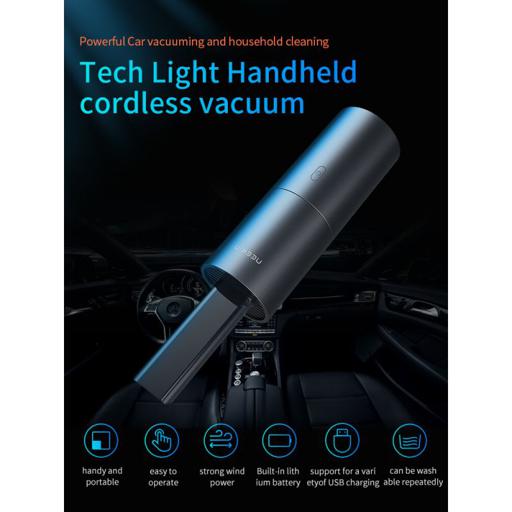 Powerful Car vacuuming and household cleaning
Tech Light Handheld
cordless vacuum
handy and
portable
easy to
operate
strong wind
power
Built-in lith
ium battery
support for a vari
etyof USB charging
can be wash
able repeatedly